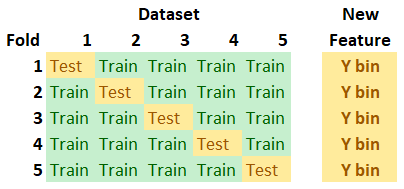 Dataset New
Fold 1 2 3 4 5 Feature
1 Test Train Train Train Train Y bin
2 Train Test Train Train Train Y bin
3 Train Train Test Train Train Y bin
4 Train Train Train Test Train Y bin
5 Train Train Train Train Test Y bin